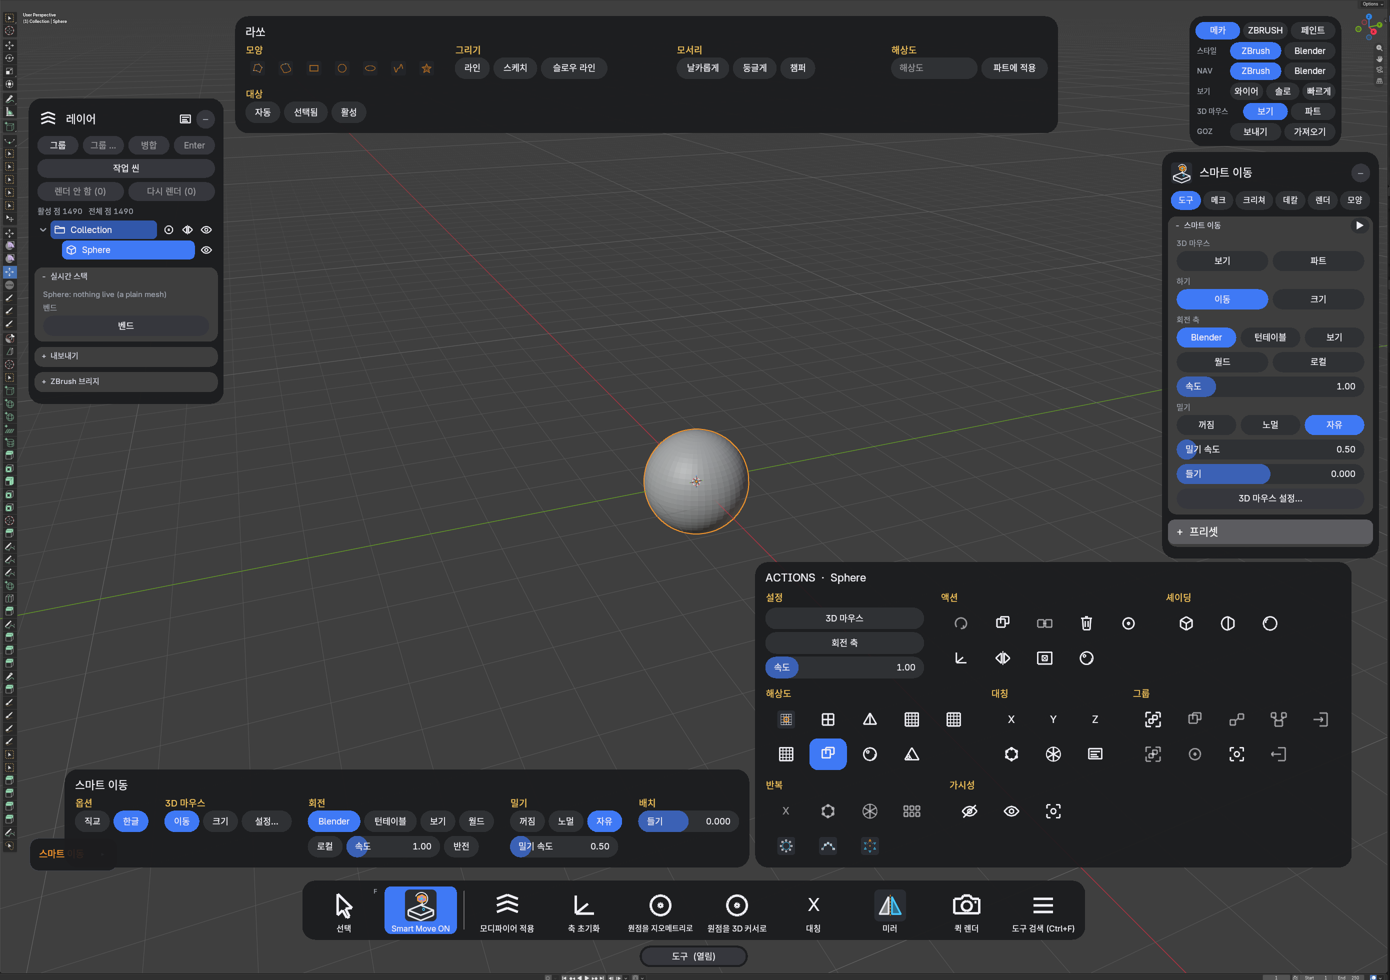 User Perspective
(1) Collection | Sphere
Options
라쏘
모양
그리기
모서리
해상도
라인 스케치 슬로우 라인
날카롭게 둥글게 챔퍼
해상도 파트에 적용
대상
자동 선택됨 활성
메카 ZBRUSH 페인트
스타일 ZBrush Blender
NAV ZBrush Blender
보기 와이어 솔로 빠르게
3D 마우스 보기 파트
GOZ 보내기 가져오기
레이어
그룹 그룹 ... 병합 Enter
작업 씬
렌더 안 함 (0) 다시 렌더 (0)
활성 점 1490 전체 점 1490
Collection
Sphere
- 실시간 스택
Sphere: nothing live (a plain mesh)
벤드
벤드
+ 내보내기
+ ZBrush 브리지
스마트 이동
도구 메크 크리쳐 데칼 렌더 모양
- 스마트 이동
3D 마우스
보기 파트
하기
이동 크기
회전 축
Blender 턴테이블 보기
월드 로컬
속도 1.00
밀기
꺼짐 노멀 자유
밀기 속도 0.50
들기 0.000
3D 마우스 설정...
+ 프리셋
ACTIONS · Sphere
설정 액션 셰이딩
3D 마우스
회전 축
속도 1.00
해상도 대칭 그룹
X Y Z
반복 가시성
X
스마트 이동
옵션 3D 마우스 회전 밀기 배치
직교 한글 이동 크기 설정... Blender 턴테이블 보기 월드 꺼짐 노멀 자유 들기 0.000
로컬 속도 1.00 반전 밀기 속도 0.50
스마트 이동
F
X
선택 Smart Move ON 모디파이어 적용 축 초기화 원점을 지오메트리로 원점을 3D 커서로 대칭 미러 퀵 렌더 도구 검색 (Ctrl+F)
도구 (열림)
1 Start 1 End 250